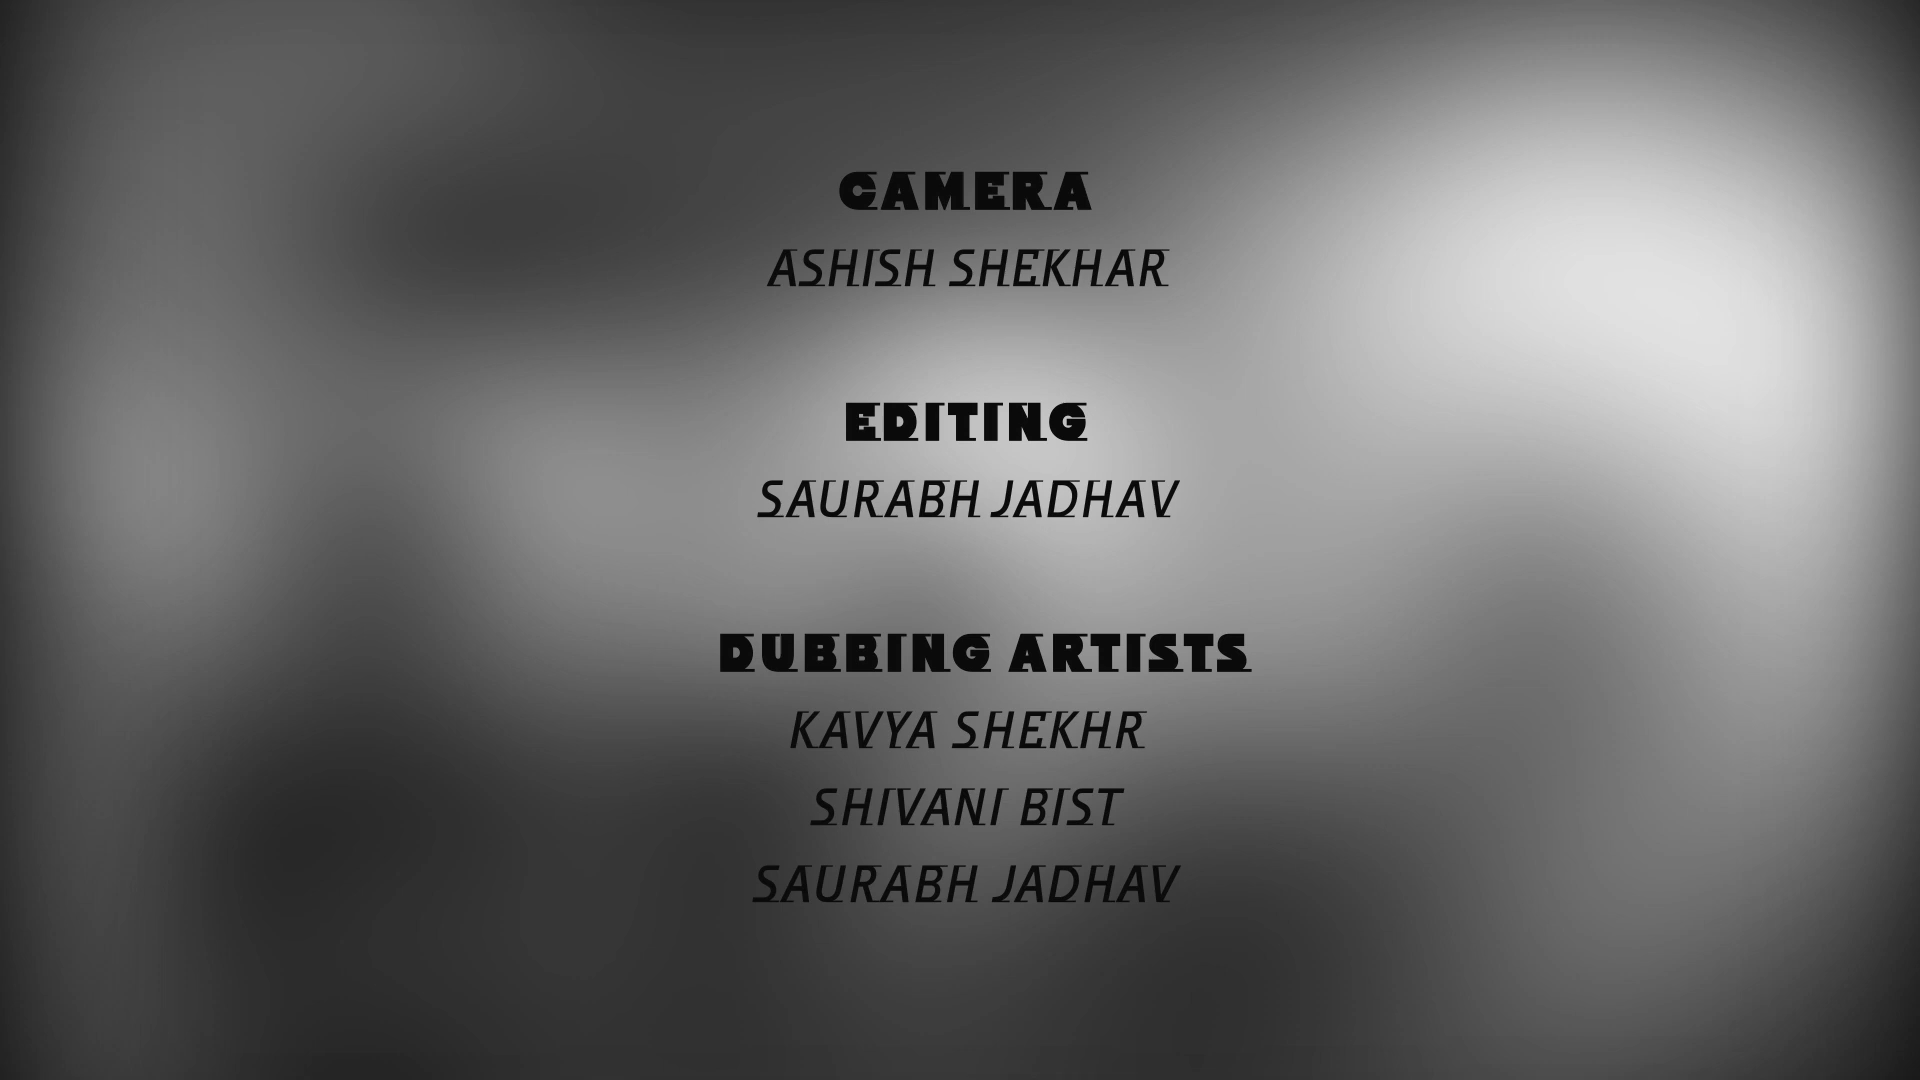 CAMERA
ASHISH SHEKHAR
EDITING
SAURABH JADHAV
DUBBING ARTISTS
KAVYA SHEKHR
SHIVANI BIST
SAURABH JADHAV